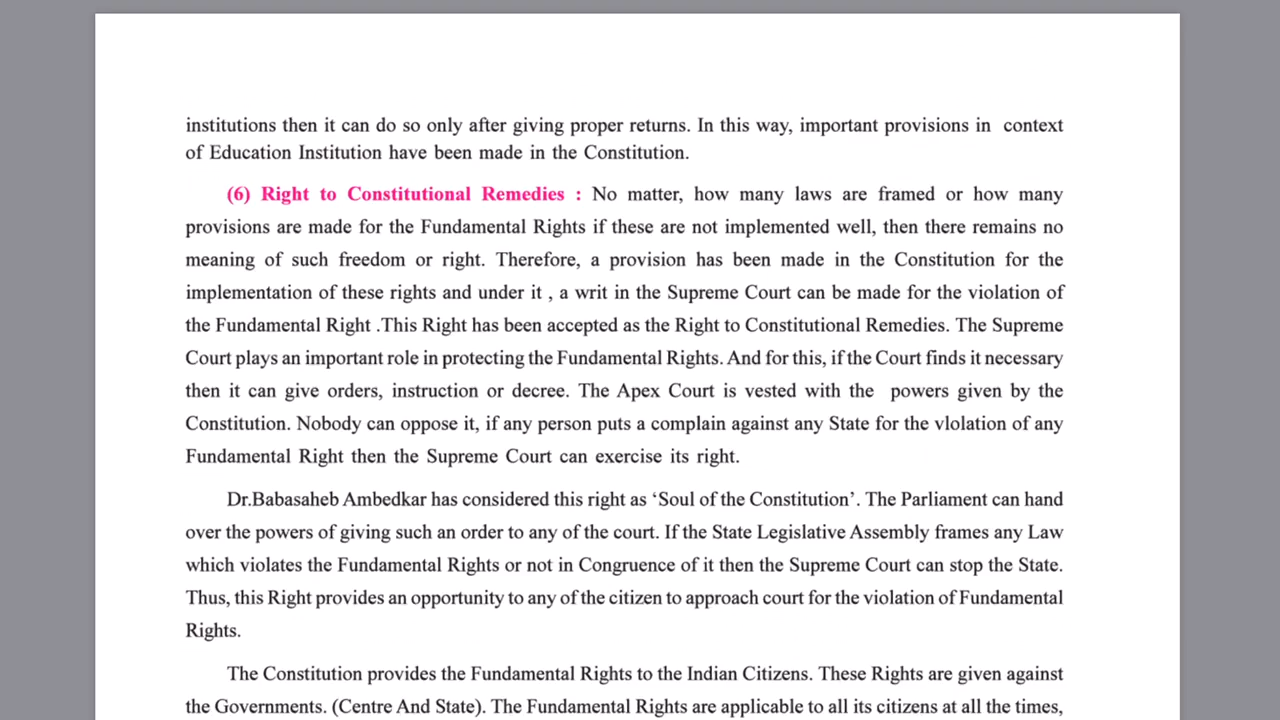 institutions then it can do so only after giving proper returns. In this way, important provisions in context
of Education Institution have been made in the Constitution.
(6) Right to Constitutional Remedies : No matter, how many laws are framed or how many
provisions are made for the Fundamental Rights if these are not implemented well, then there remains no
meaning of such freedom or right. Therefore, a provision has been made in the Constitution for the
implementation of these rights and under it , a writ in the Supreme Court can be made for the violation of
the Fundamental Right .This Right has been accepted as the Right to Constitutional Remedies. The Supreme
Court plays an important role in protecting the Fundamental Rights. And for this, if the Court finds it necessary
then it can give orders, instruction or decree. The Apex Court is vested with the powers given by the
Constitution. Nobody can oppose it, if any person puts a complain against any State for the vlolation of any
Fundamental Right then the Supreme Court can exercise its right.
Dr.Babasaheb Ambedkar has considered this right as ‘Soul of the Constitution’. The Parliament can hand
over the powers of giving such an order to any of the court. If the State Legislative Assembly frames any Law
which violates the Fundamental Rights or not in Congruence of it then the Supreme Court can stop the State.
Thus, this Right provides an opportunity to any of the citizen to approach court for the violation of Fundamental
Rights.
The Constitution provides the Fundamental Rights to the Indian Citizens. These Rights are given against
the Governments. (Centre And State). The Fundamental Rights are applicable to all its citizens at all the times,